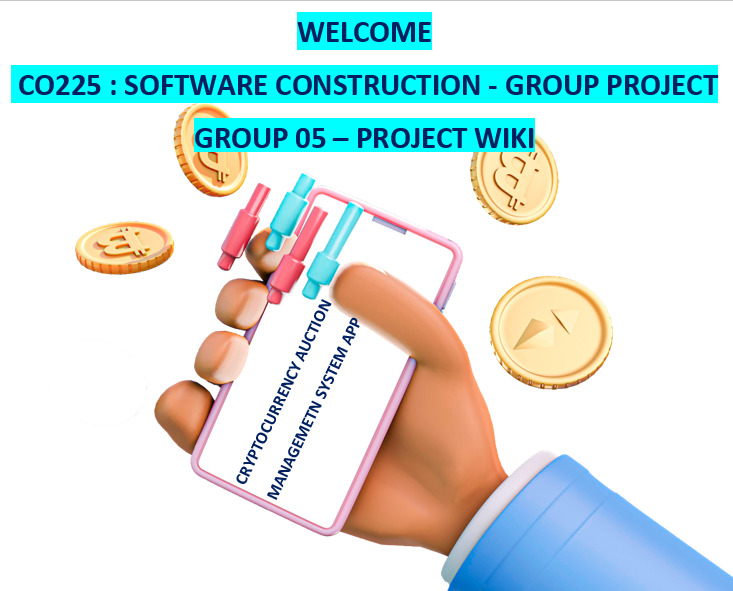 WELCOME
CO225 : SOFTWARE CONSTRUCTION - GROUP PROJECT
GROUP 05 – PROJECT WIKI
CRYPTOCURRENCY AUCTION
MANAGEMETN SYSTEM APP